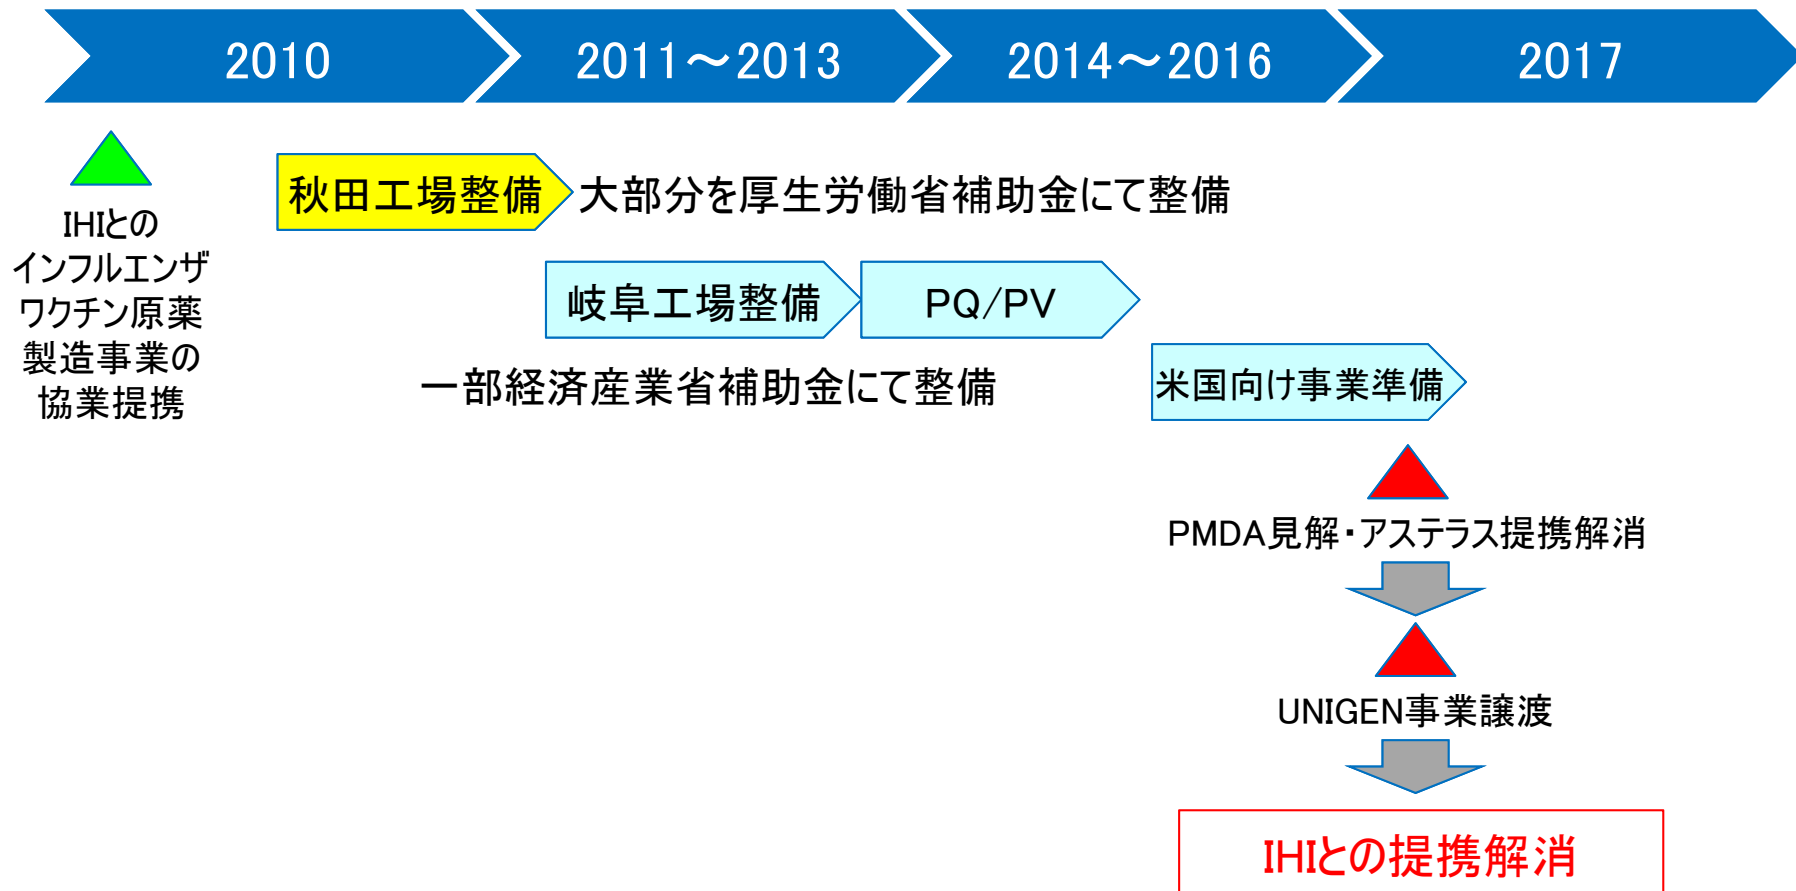 2010
2011～2013
2014～2016
2017
秋田工場整備
大部分を厚生労働省補助金にて整備
IHIとの
インフルエンザ
ワクチン原薬
製造事業の
協業提携
岐阜工場整備
PQ/PV
一部経済産業省補助金にて整備
米国向け事業準備
PMDA見解・アステラス提携解消
UNIGEN事業譲渡
IHIとの提携解消